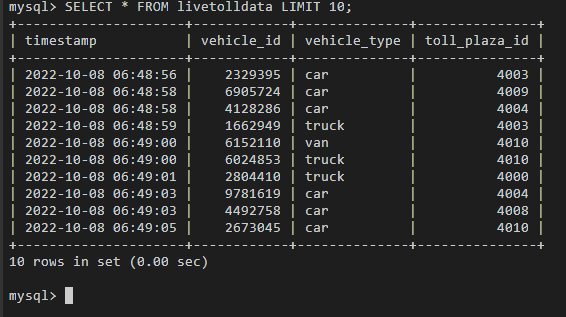 mysql> SELECT * FROM livetolldata LIMIT 10;
+---------------------+------------+--------------+---------------+
| timestamp           | vehicle_id | vehicle_type | toll_plaza_id |
+---------------------+------------+--------------+---------------+
| 2022-10-08 06:48:56 |    2329395 | car          |          4003 |
| 2022-10-08 06:48:58 |    6905724 | car          |          4009 |
| 2022-10-08 06:48:58 |    4128286 | car          |          4004 |
| 2022-10-08 06:48:59 |    1662949 | truck        |          4003 |
| 2022-10-08 06:49:00 |    6152110 | van          |          4010 |
| 2022-10-08 06:49:00 |    6024853 | truck        |          4010 |
| 2022-10-08 06:49:01 |    2804410 | truck        |          4000 |
| 2022-10-08 06:49:03 |    9781619 | car          |          4004 |
| 2022-10-08 06:49:03 |    4492758 | car          |          4008 |
| 2022-10-08 06:49:05 |    2673045 | car          |          4010 |
+---------------------+------------+--------------+---------------+
10 rows in set (0.00 sec)
mysql>